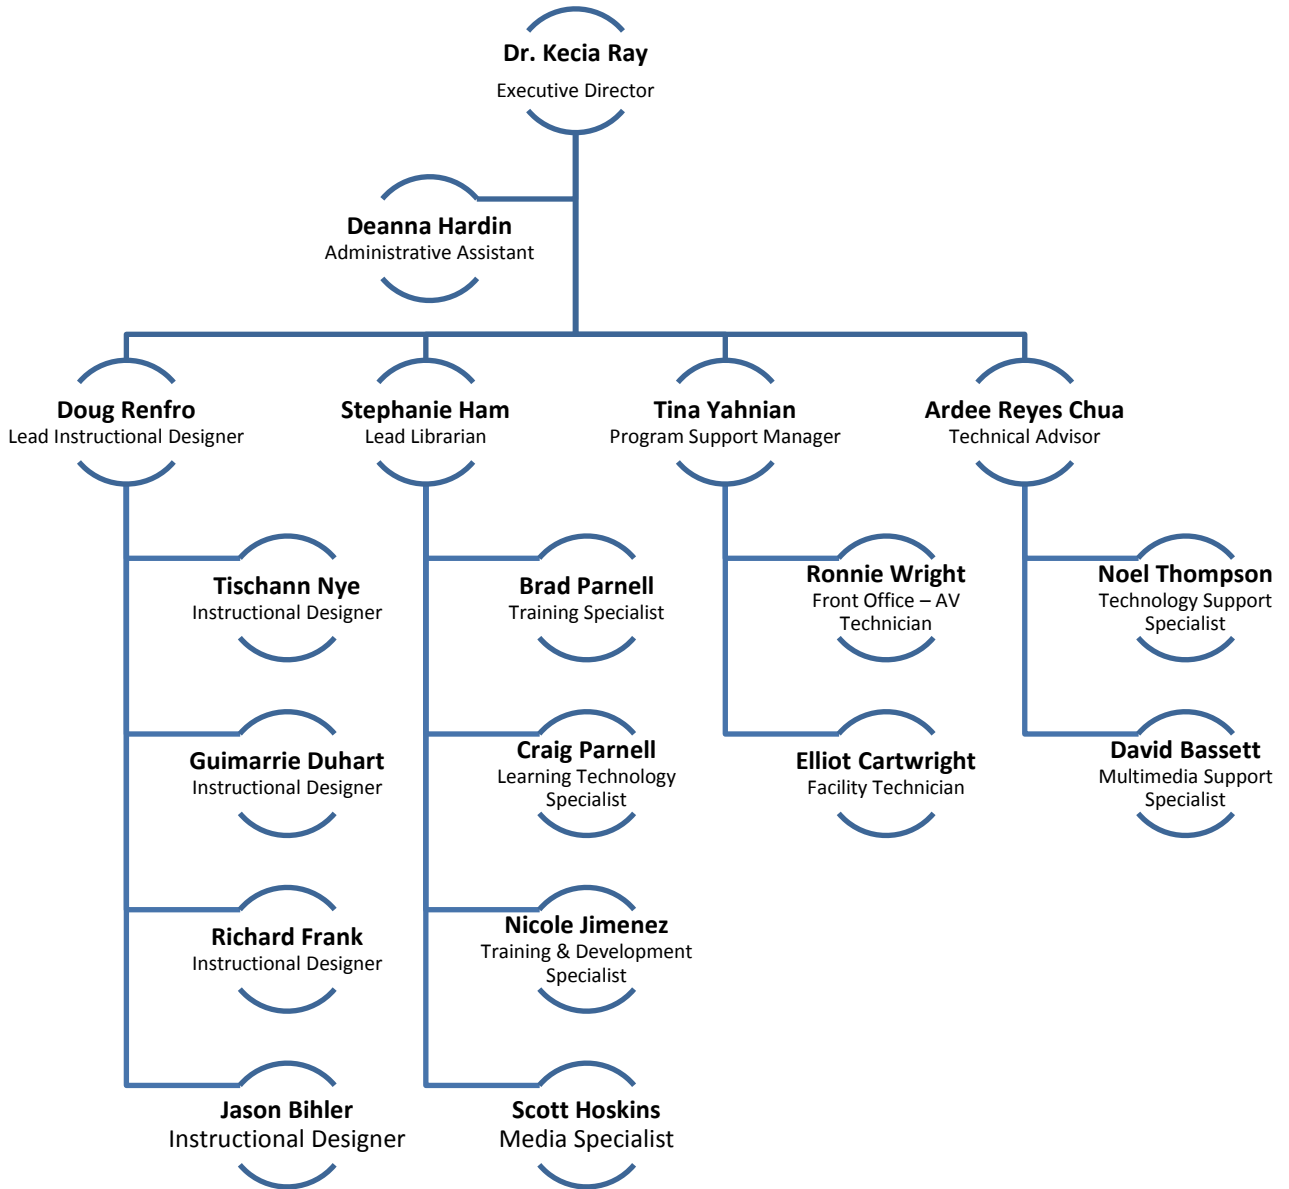 Dr. Kecia Ray
Executive Director
Deanna Hardin
Administrative Assistant
Doug Renfro
Lead Instructional Designer
Stephanie Ham
Lead Librarian
Tina Yahnian
Program Support Manager
Ardee Reyes Chua
Technical Advisor
Tischann Nye
Instructional Designer
Brad Parnell
Training Specialist
Ronnie Wright
Front Office – AV
Technician
Noel Thompson
Technology Support
Specialist
Guimarrie Duhart
Instructional Designer
Craig Parnell
Learning Technology
Specialist
Elliot Cartwright
Facility Technician
David Bassett
Multimedia Support
Specialist
Richard Frank
Instructional Designer
Nicole Jimenez
Training & Development
Specialist
Jason Bihler
Instructional Designer
Scott Hoskins
Media Specialist